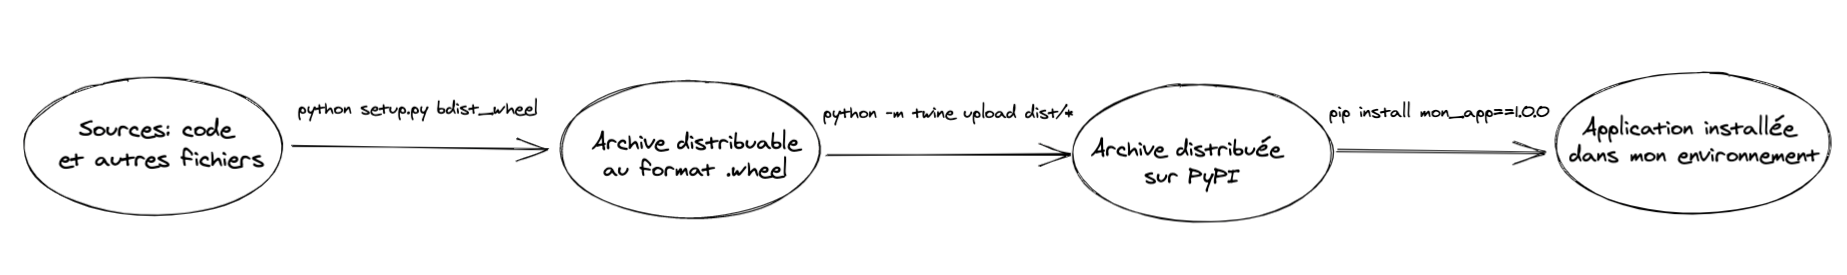 Sources: code
et autres fichiers
python setup.py bdist_wheel
Archive distribuable
au format .wheel
python -m twine upload dist/*
Archive distribuée
sur PyPI
pip install mon_app==1.0.0
Application installée
dans mon environnement